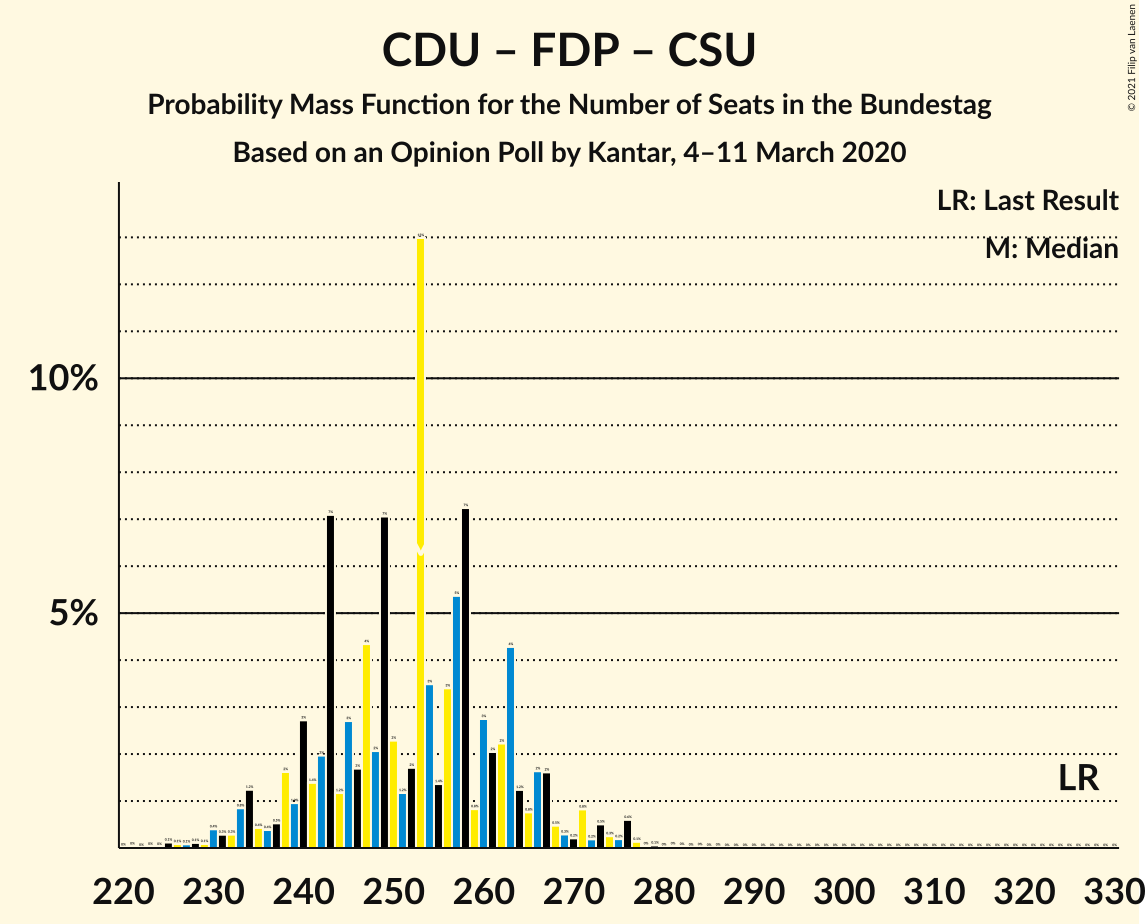 CDU – FDP – CSU
Probability Mass Function for the Number of Seats in the Bundestag
Based on an Opinion Poll by Kantar, 4–11 March 2020
© 2021 Filip van Laenen
LR: Last Result
M: Median
10%
5%
LR
220 230 240 250 260 270 280 290 300 310 320 330